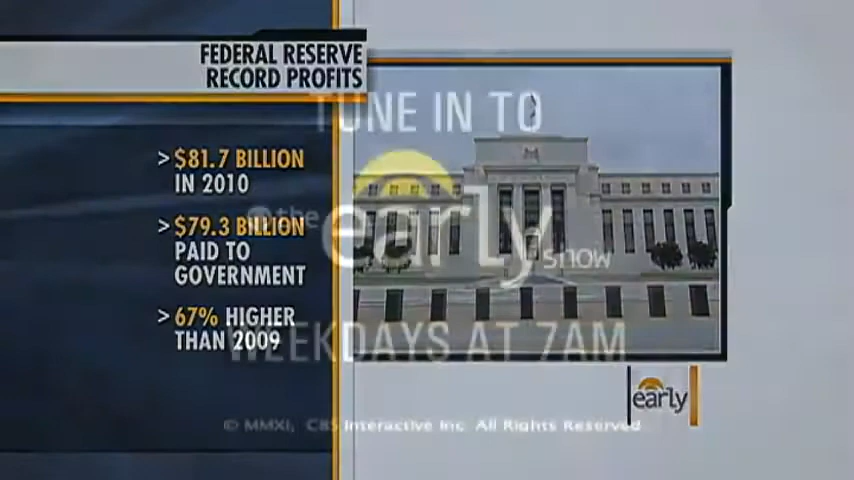 FEDERAL RESERVE
RECORD PROFITS
> $81.7 BILLION
IN 2010
> $79.3 BILLION
PAID TO
GOVERNMENT
> 67% HIGHER
THAN 2009
TUNE IN TO
the
early
show
WEEKDAYS AT 7AM
early
© MMXI, CBS Interactive Inc. All Rights Reserved.